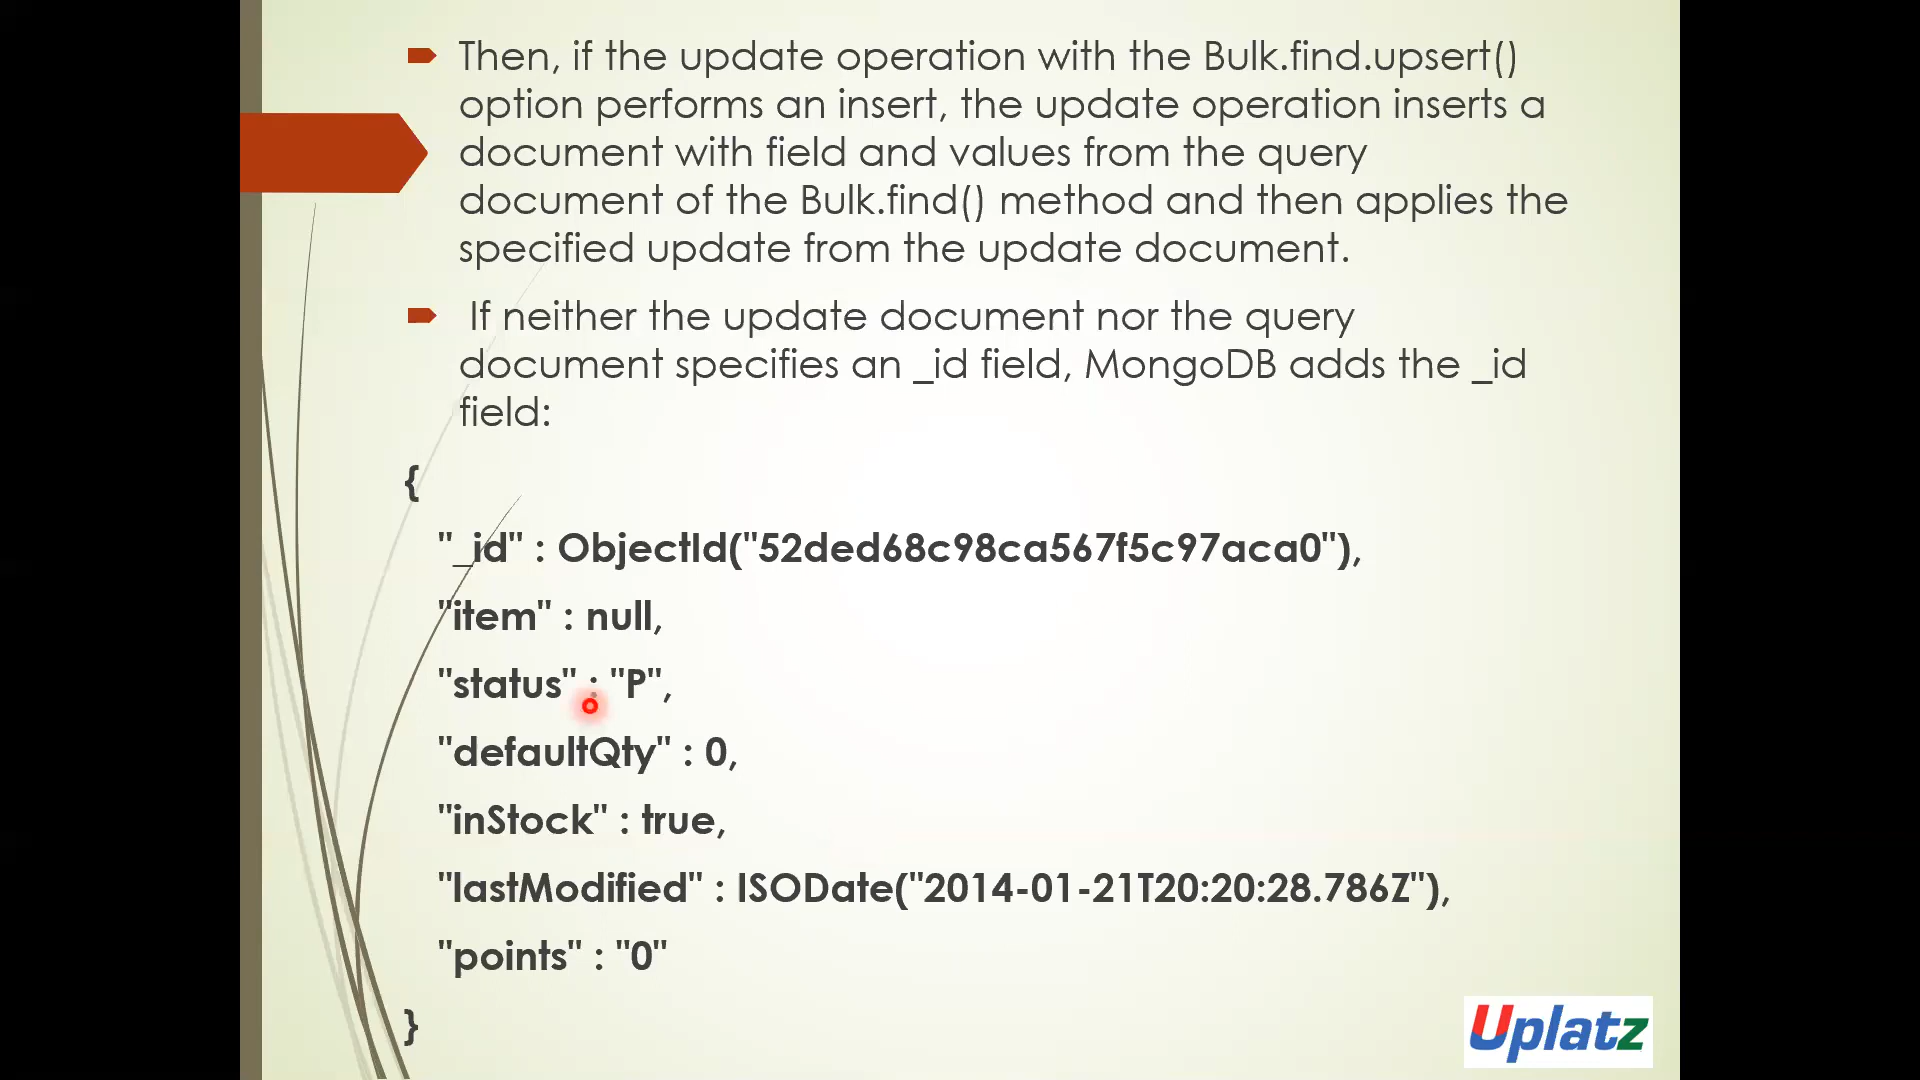 Then, if the update operation with the Bulk.find.upsert()
option performs an insert, the update operation inserts a
document with field and values from the query
document of the Bulk.find() method and then applies the
specified update from the update document.
If neither the update document nor the query
document specifies an _id field, MongoDB adds the _id
field:
{
"_id" : ObjectId("52ded68c98ca567f5c97aca0"),
"item" : null,
"status" : "P",
"defaultQty" : 0,
"inStock" : true,
"lastModified" : ISODate("2014-01-21T20:20:28.786Z"),
"points" : "0"
}
Uplatz